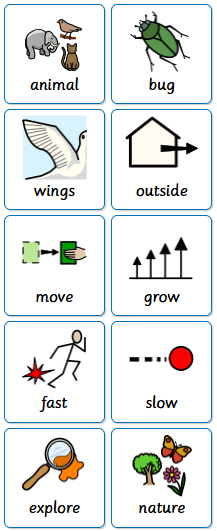 animal
bug
wings
outside
move
grow
fast
slow
explore
nature